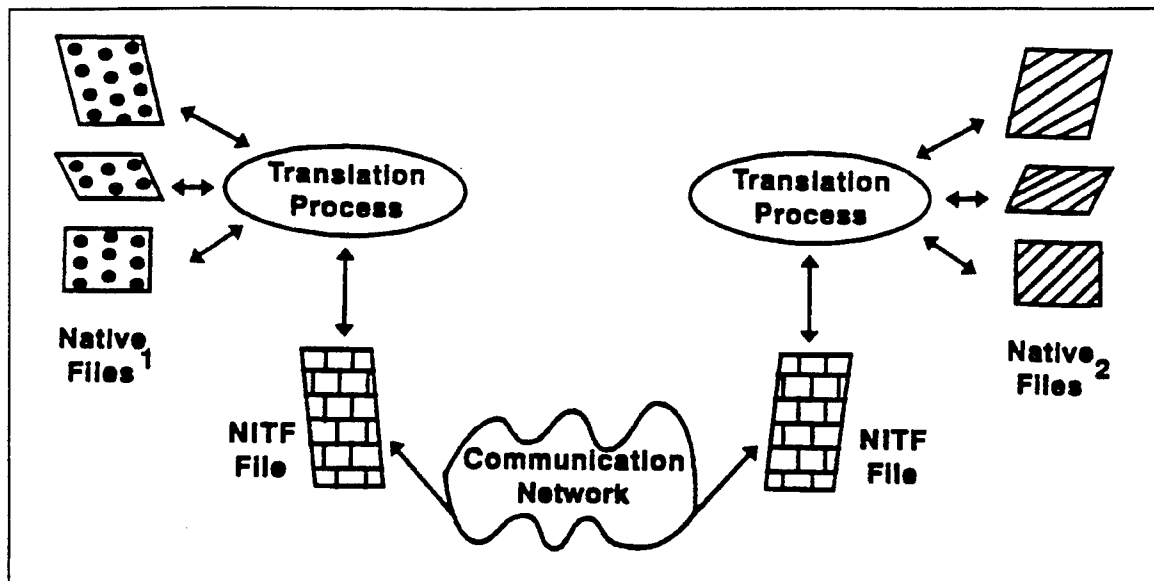 Translation
Process
Translation
Process
Native 1
Files
Native 2
Files
NITF
File
Communication
Network
NITF
File